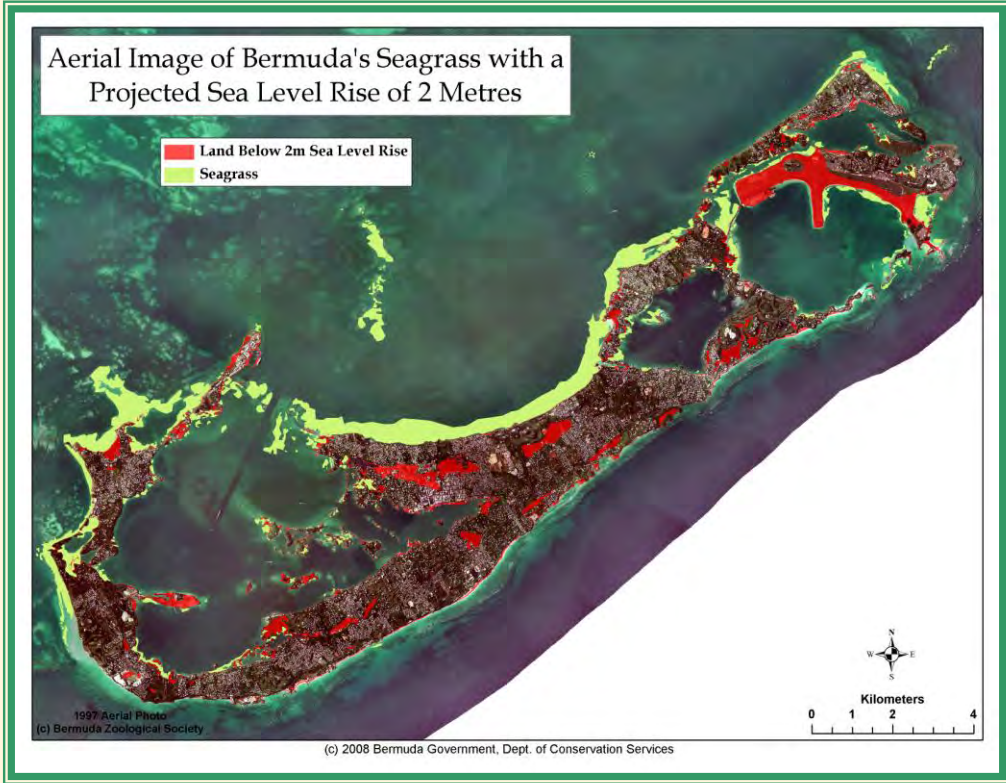 Aerial Image of Bermuda's Seagrass with a
Projected Sea Level Rise of 2 Metres
Land Below 2m Sea Level Rise
Seagrass
N
W E
S
Kilometers
0 1 2 4
1997 Aerial Photo
(c) Bermuda Zoological Society
(c) 2008 Bermuda Government, Dept. of Conservation Services